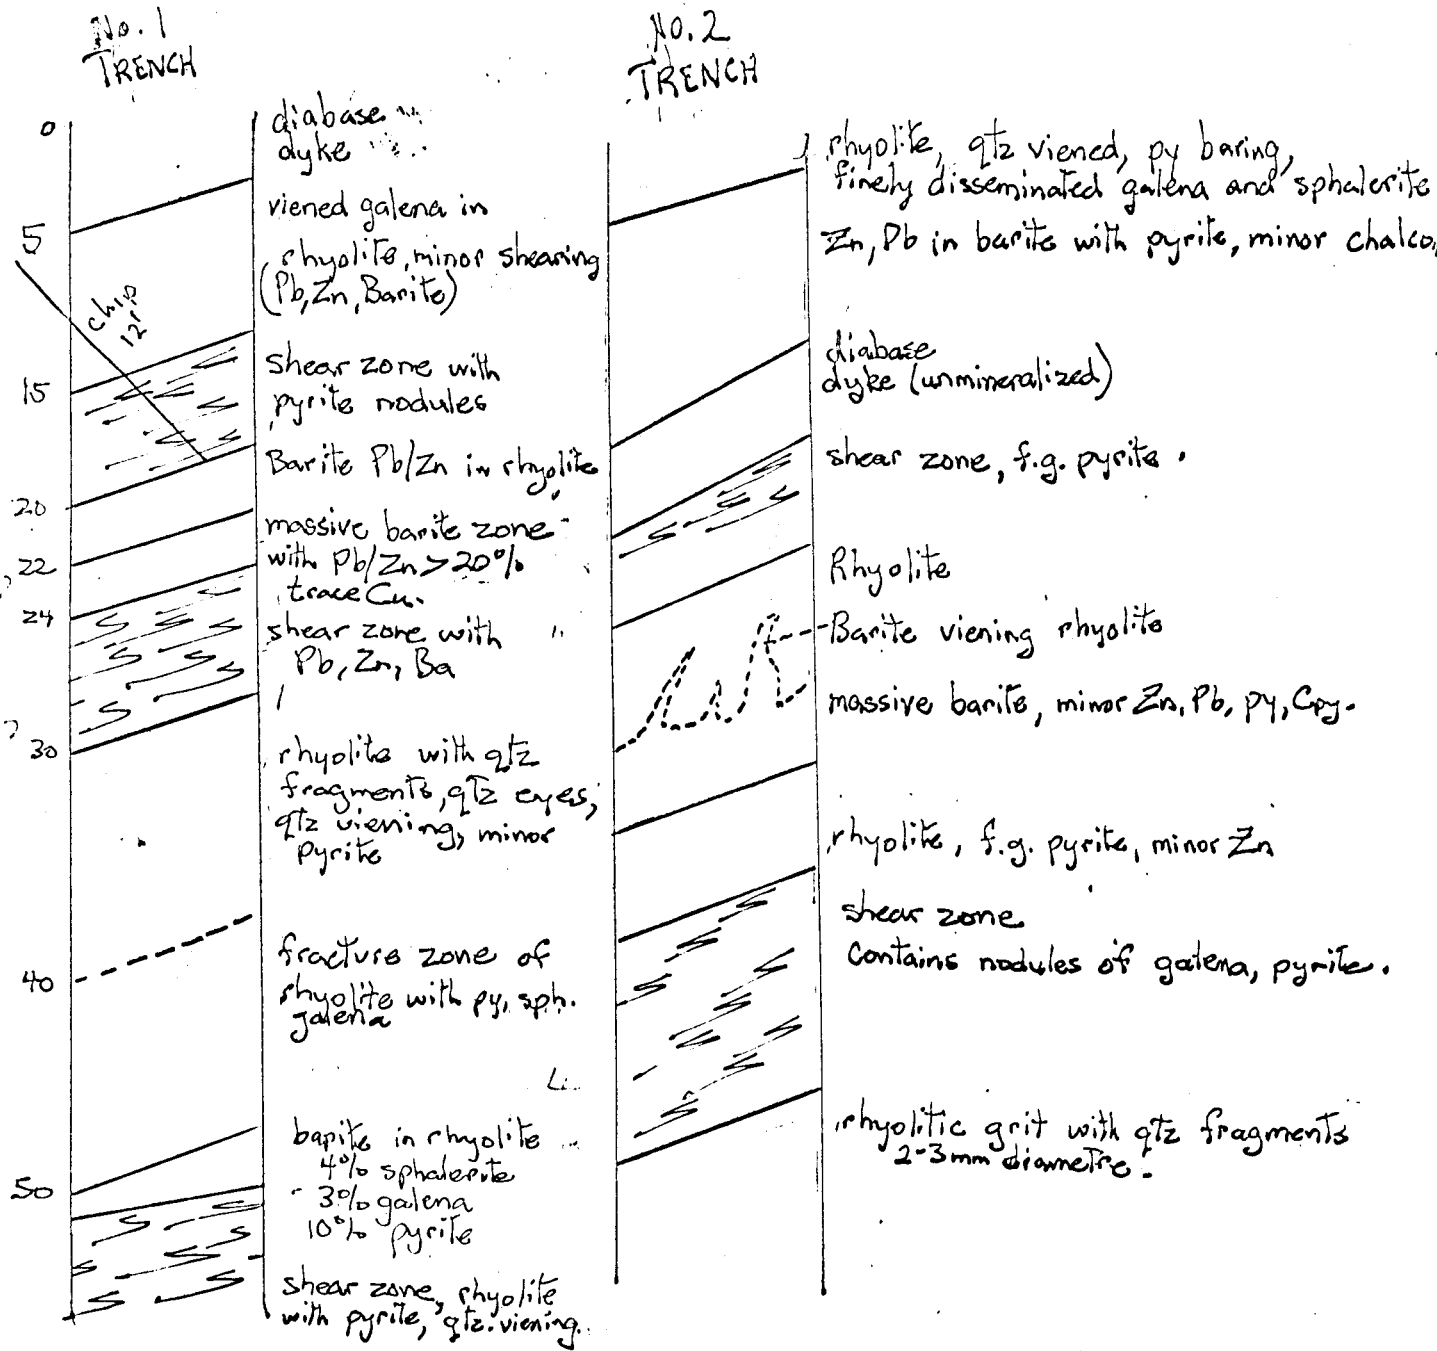 No. 1
TRENCH
0
diabase
dyke
5
viened galena in
rhyolite, minor shearing
(Pb, Zn, Barite)
chip
15
shear zone with
pyrite nodules
Barite Pb/Zn in rhyolite
20
massive barite zone
22
with Pb/Zn > 20%
trace Cu.
24
shear zone with
Pb, Zn, Ba
30
rhyolite with qtz
fragments, qtz eyes,
qtz viening, minor
pyrite
40
fracture zone of
rhyolite with py, sph.
galena
barite in rhyolite
4% sphalerite
50
3% galena
10% pyrite
shear zone, rhyolite
with pyrite, qtz. viening.
No. 2
TRENCH
rhyolite, qtz viened, py baring,
finely disseminated galena and sphalerite
Zn, Pb in barite with pyrite, minor chalco.
diabase
dyke (unmineralized)
shear zone, f.g. pyrite.
Rhyolite
Barite viening rhyolite
massive barite, minor Zn, Pb, py, Cpy.
rhyolite, f.g. pyrite, minor Zn
shear zone
contains nodules of galena, pyrite.
rhyolitic grit with qtz fragments
2-3mm diametre.